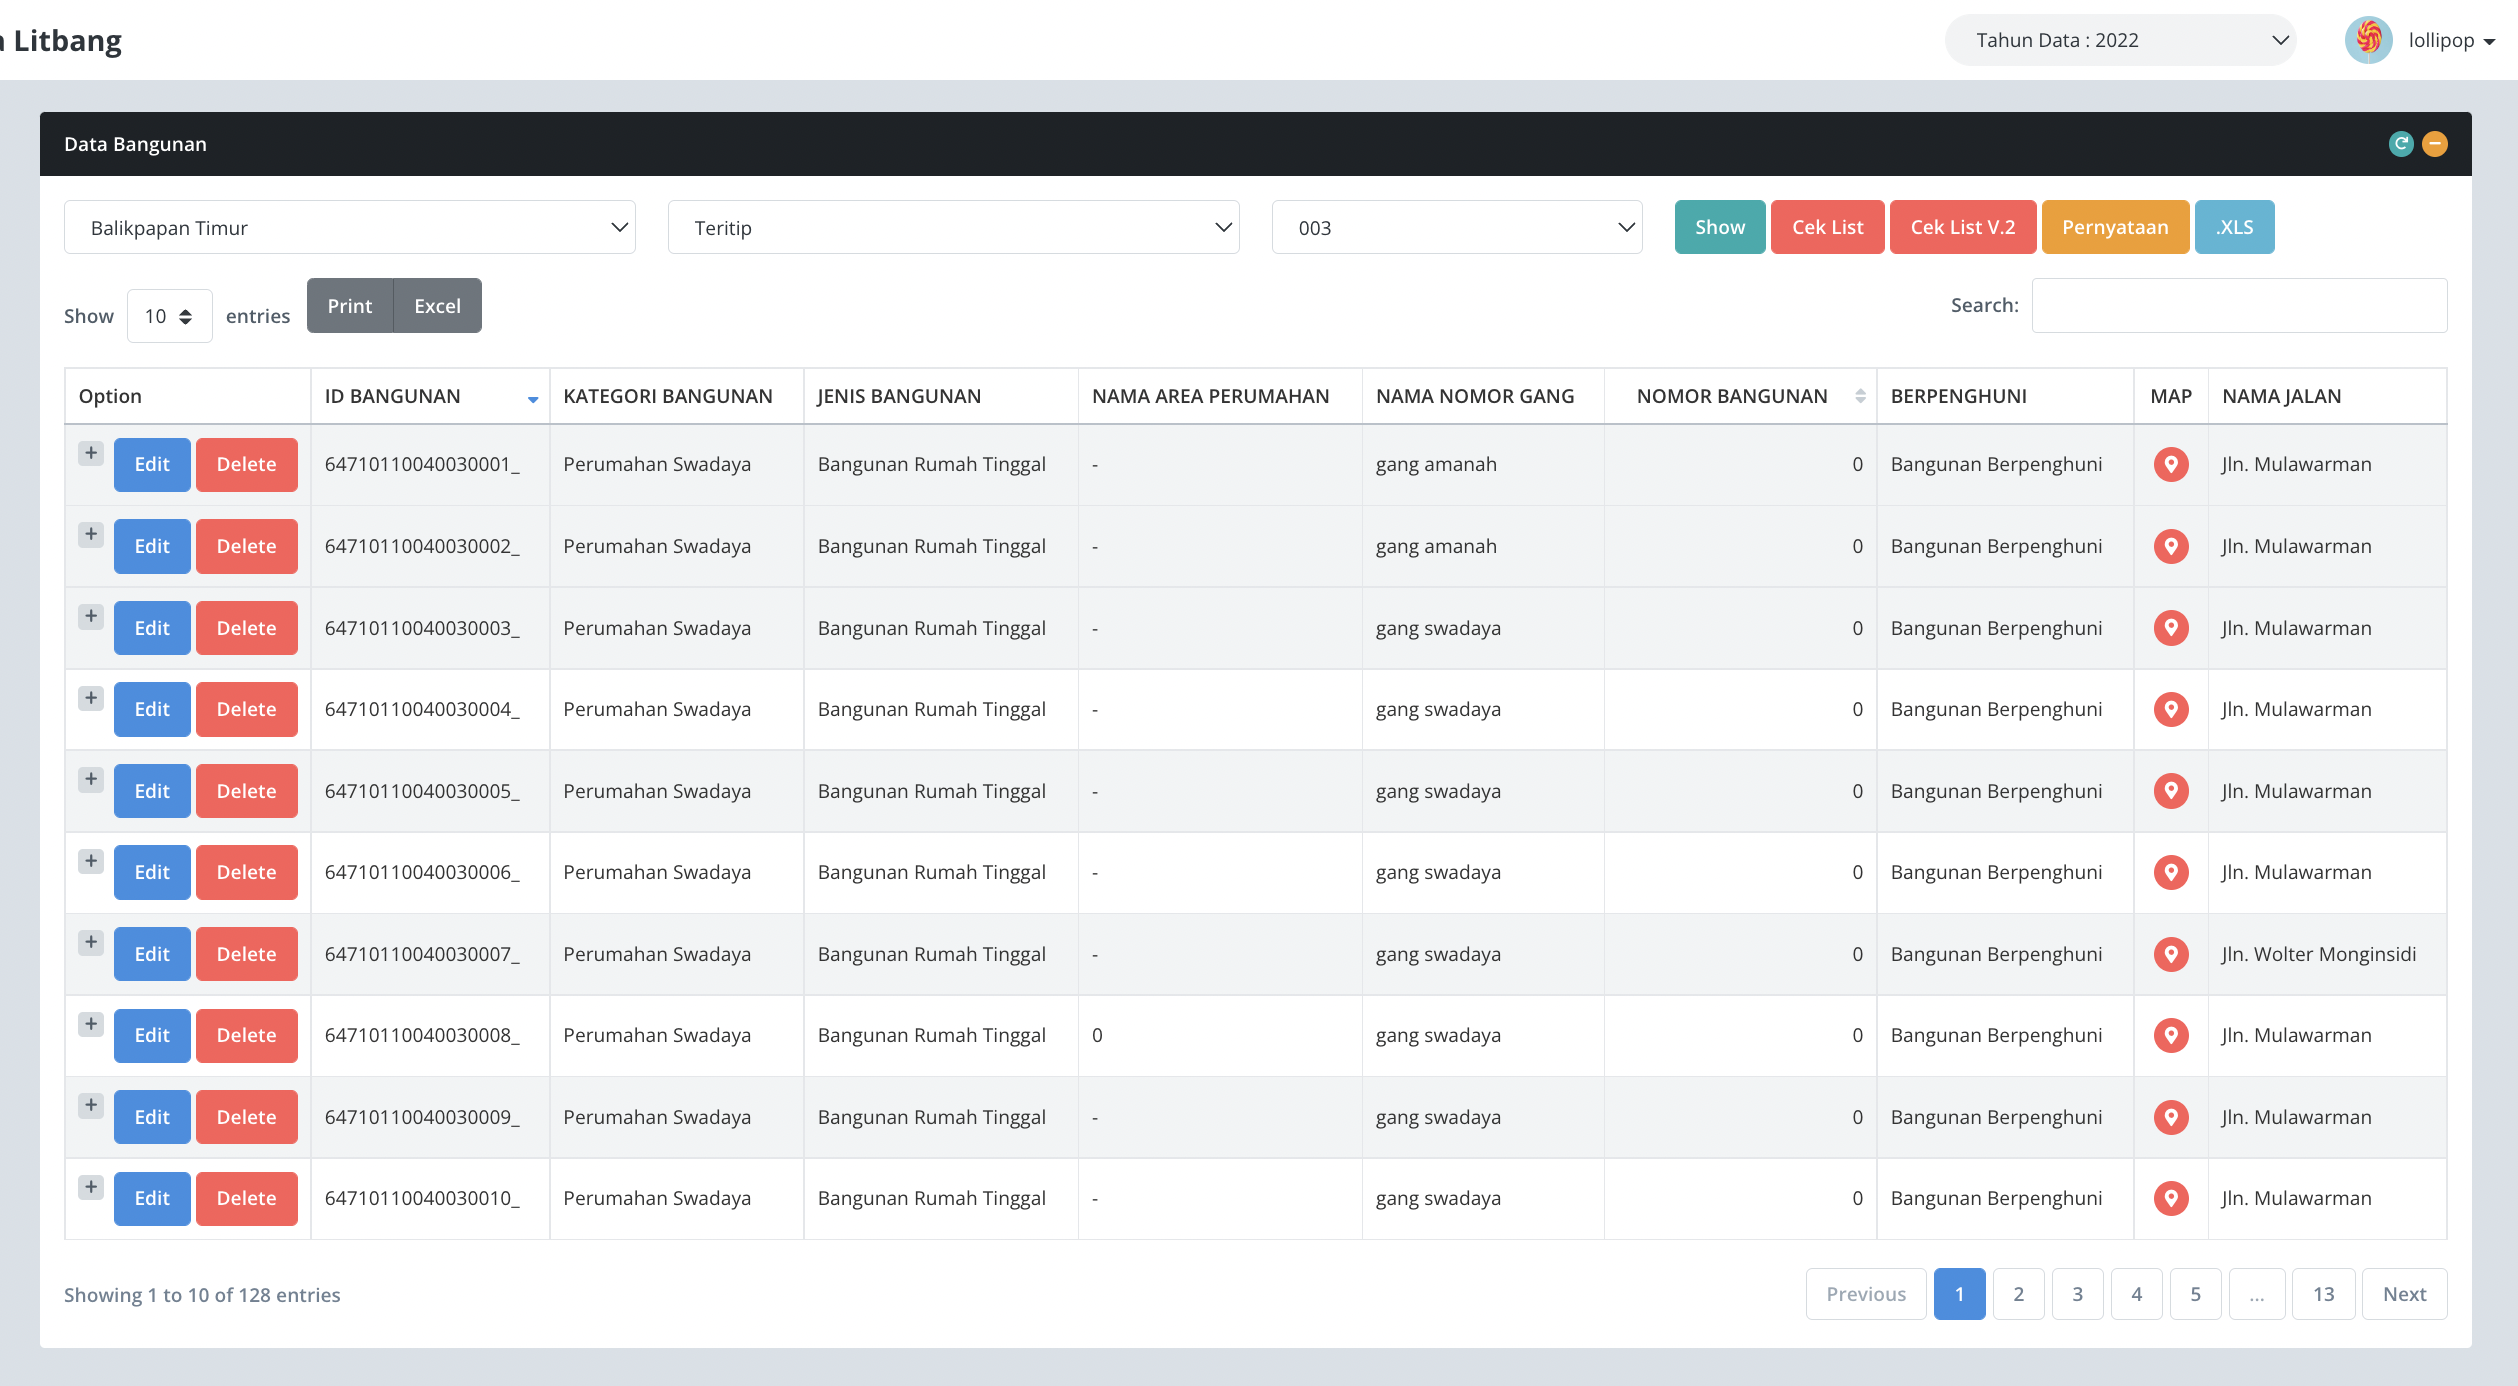 Litbang
Tahun Data : 2022
lollipop
Data Bangunan
Balikpapan Timur Teritip 003 Show Cek List Cek List V.2 Pernyataan .XLS
Show 10 entries Print Excel Search:
Option ID BANGUNAN KATEGORI BANGUNAN JENIS BANGUNAN NAMA AREA PERUMAHAN NAMA NOMOR GANG NOMOR BANGUNAN BERPENGHUNI MAP NAMA JALAN
+ Edit Delete 64710110040030001_ Perumahan Swadaya Bangunan Rumah Tinggal - gang amanah 0 Bangunan Berpenghuni Jln. Mulawarman
+ Edit Delete 64710110040030002_ Perumahan Swadaya Bangunan Rumah Tinggal - gang amanah 0 Bangunan Berpenghuni Jln. Mulawarman
+ Edit Delete 64710110040030003_ Perumahan Swadaya Bangunan Rumah Tinggal - gang swadaya 0 Bangunan Berpenghuni Jln. Mulawarman
+ Edit Delete 64710110040030004_ Perumahan Swadaya Bangunan Rumah Tinggal - gang swadaya 0 Bangunan Berpenghuni Jln. Mulawarman
+ Edit Delete 64710110040030005_ Perumahan Swadaya Bangunan Rumah Tinggal - gang swadaya 0 Bangunan Berpenghuni Jln. Mulawarman
+ Edit Delete 64710110040030006_ Perumahan Swadaya Bangunan Rumah Tinggal - gang swadaya 0 Bangunan Berpenghuni Jln. Mulawarman
+ Edit Delete 64710110040030007_ Perumahan Swadaya Bangunan Rumah Tinggal - gang swadaya 0 Bangunan Berpenghuni Jln. Wolter Monginsidi
+ Edit Delete 64710110040030008_ Perumahan Swadaya Bangunan Rumah Tinggal 0 gang swadaya 0 Bangunan Berpenghuni Jln. Mulawarman
+ Edit Delete 64710110040030009_ Perumahan Swadaya Bangunan Rumah Tinggal - gang swadaya 0 Bangunan Berpenghuni Jln. Mulawarman
+ Edit Delete 64710110040030010_ Perumahan Swadaya Bangunan Rumah Tinggal - gang swadaya 0 Bangunan Berpenghuni Jln. Mulawarman
Showing 1 to 10 of 128 entries Previous 1 2 3 4 5 ... 13 Next